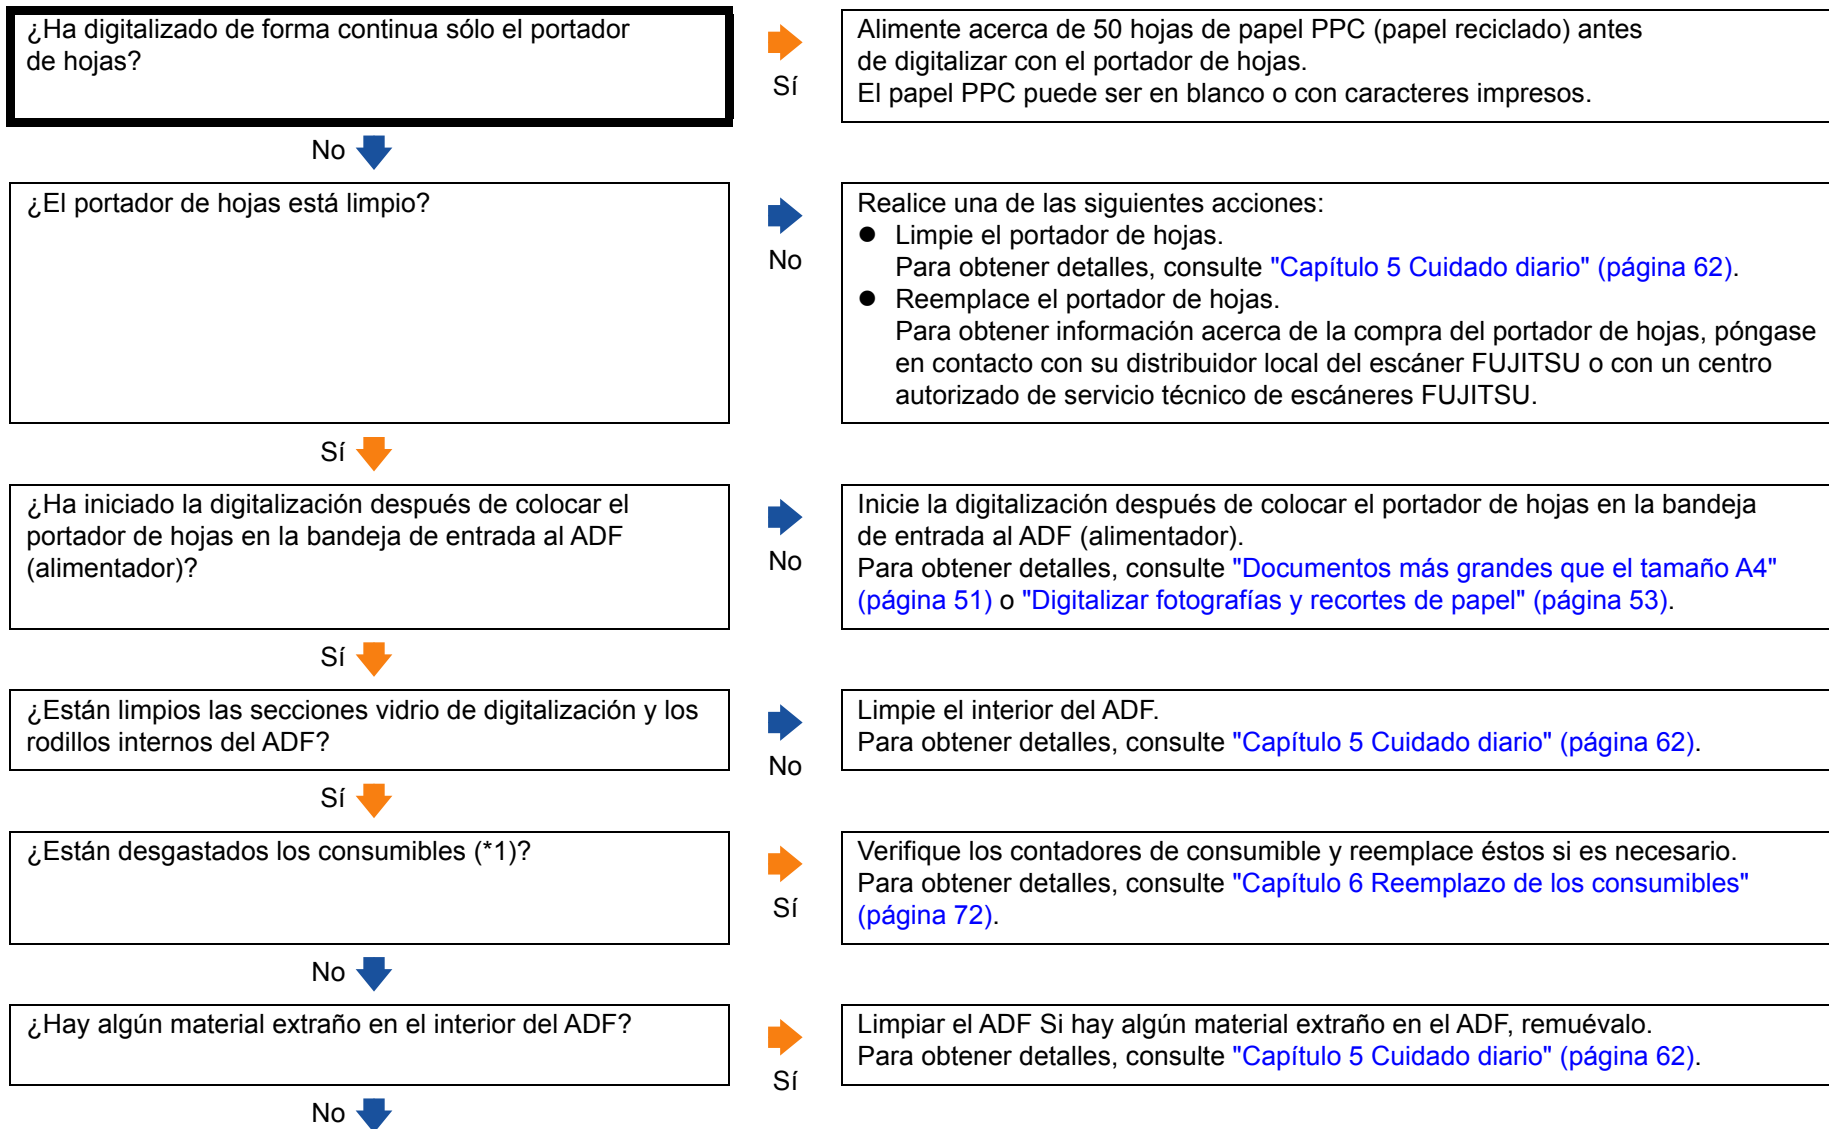 ¿Ha digitalizado de forma continua sólo el portador
de hojas?
Sí
Alimente acerca de 50 hojas de papel PPC (papel reciclado) antes
de digitalizar con el portador de hojas.
El papel PPC puede ser en blanco o con caracteres impresos.
No
¿El portador de hojas está limpio?
No
Realice una de las siguientes acciones:
● Limpie el portador de hojas.
Para obtener detalles, consulte "Capítulo 5 Cuidado diario" (página 62).
● Reemplace el portador de hojas.
Para obtener información acerca de la compra del portador de hojas, póngase
en contacto con su distribuidor local del escáner FUJITSU o con un centro
autorizado de servicio técnico de escáneres FUJITSU.
Sí
¿Ha iniciado la digitalización después de colocar el
portador de hojas en la bandeja de entrada al ADF
(alimentador)?
No
Inicie la digitalización después de colocar el portador de hojas en la bandeja
de entrada al ADF (alimentador).
Para obtener detalles, consulte "Documentos más grandes que el tamaño A4"
(página 51) o "Digitalizar fotografías y recortes de papel" (página 53).
Sí
¿Están limpios las secciones vidrio de digitalización y los
rodillos internos del ADF?
No
Limpie el interior del ADF.
Para obtener detalles, consulte "Capítulo 5 Cuidado diario" (página 62).
Sí
¿Están desgastados los consumibles (*1)?
Sí
Verifique los contadores de consumible y reemplace éstos si es necesario.
Para obtener detalles, consulte "Capítulo 6 Reemplazo de los consumibles"
(página 72).
No
¿Hay algún material extraño en el interior del ADF?
Sí
Limpiar el ADF Si hay algún material extraño en el ADF, remuévalo.
Para obtener detalles, consulte "Capítulo 5 Cuidado diario" (página 62).
No